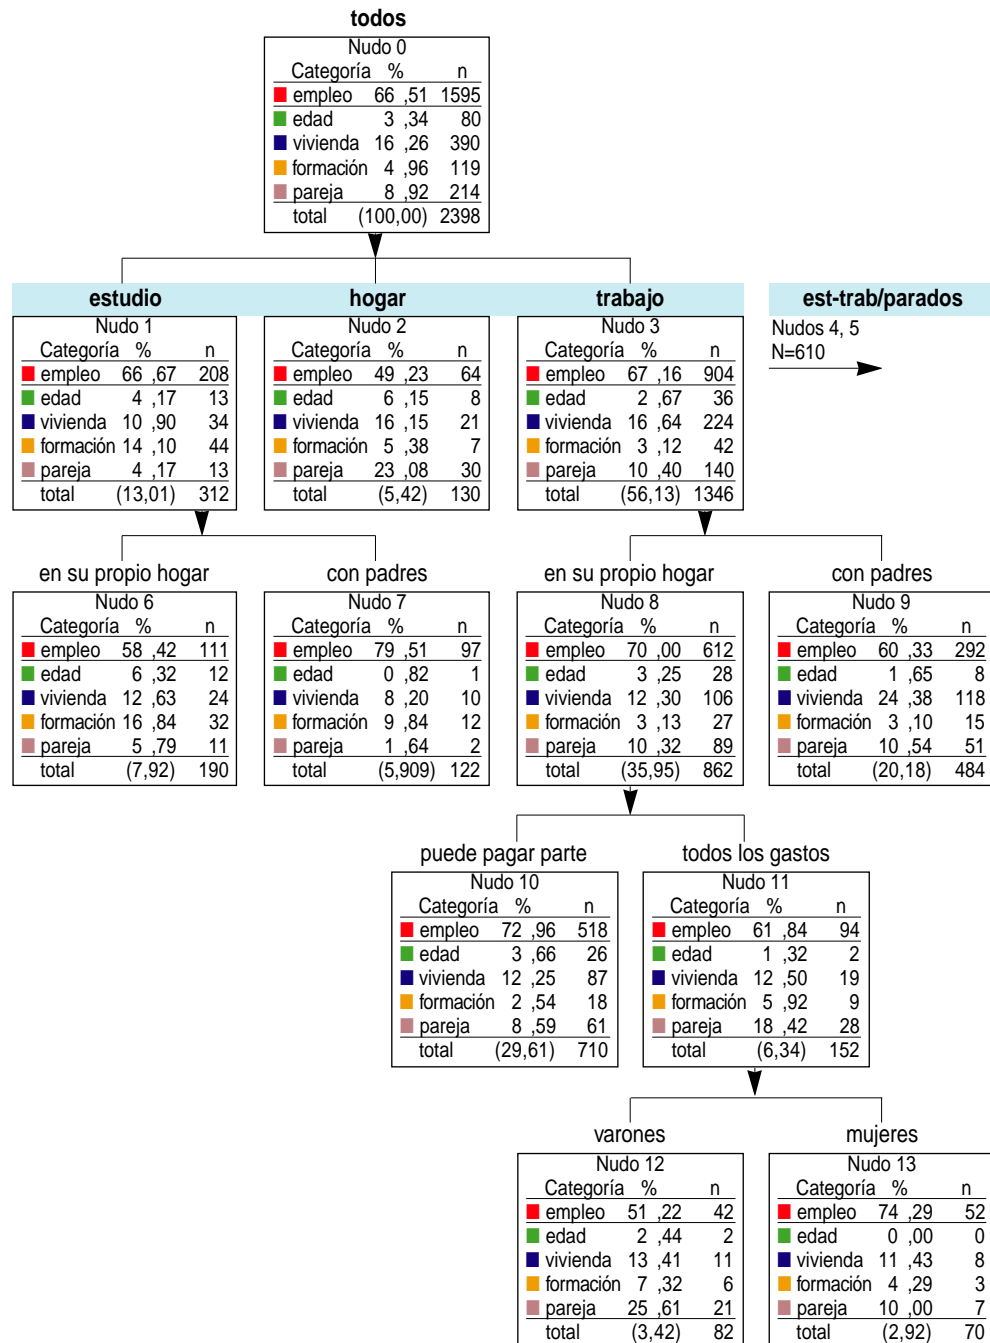 todos
Nudo 0
Categoría % n
empleo 66 ,51 1595
edad 3 ,34 80
vivienda 16 ,26 390
formación 4 ,96 119
pareja 8 ,92 214
total (100,00) 2398
estudio hogar trabajo est-trab/parados
Nudo 1
Categoría % n
empleo 66 ,67 208
edad 4 ,17 13
vivienda 10 ,90 34
formación 14 ,10 44
pareja 4 ,17 13
total (13,01) 312
Nudo 2
Categoría % n
empleo 49 ,23 64
edad 6 ,15 8
vivienda 16 ,15 21
formación 5 ,38 7
pareja 23 ,08 30
total (5,42) 130
Nudo 3
Categoría % n
empleo 67 ,16 904
edad 2 ,67 36
vivienda 16 ,64 224
formación 3 ,12 42
pareja 10 ,40 140
total (56,13) 1346
Nudos 4, 5
N=610
en su propio hogar
Nudo 6
Categoría % n
empleo 58 ,42 111
edad 6 ,32 12
vivienda 12 ,63 24
formación 16 ,84 32
pareja 5 ,79 11
total (7,92) 190
con padres
Nudo 7
Categoría % n
empleo 79 ,51 97
edad 0 ,82 1
vivienda 8 ,20 10
formación 9 ,84 12
pareja 1 ,64 2
total (5,909) 122
en su propio hogar
Nudo 8
Categoría % n
empleo 70 ,00 612
edad 3 ,25 28
vivienda 12 ,30 106
formación 3 ,13 27
pareja 10 ,32 89
total (35,95) 862
con padres
Nudo 9
Categoría % n
empleo 60 ,33 292
edad 1 ,65 8
vivienda 24 ,38 118
formación 3 ,10 15
pareja 10 ,54 51
total (20,18) 484
puede pagar parte
Nudo 10
Categoría % n
empleo 72 ,96 518
edad 3 ,66 26
vivienda 12 ,25 87
formación 2 ,54 18
pareja 8 ,59 61
total (29,61) 710
todos los gastos
Nudo 11
Categoría % n
empleo 61 ,84 94
edad 1 ,32 2
vivienda 12 ,50 19
formación 5 ,92 9
pareja 18 ,42 28
total (6,34) 152
varones
Nudo 12
Categoría % n
empleo 51 ,22 42
edad 2 ,44 2
vivienda 13 ,41 11
formación 7 ,32 6
pareja 25 ,61 21
total (3,42) 82
mujeres
Nudo 13
Categoría % n
empleo 74 ,29 52
edad 0 ,00 0
vivienda 11 ,43 8
formación 4 ,29 3
pareja 10 ,00 7
total (2,92) 70